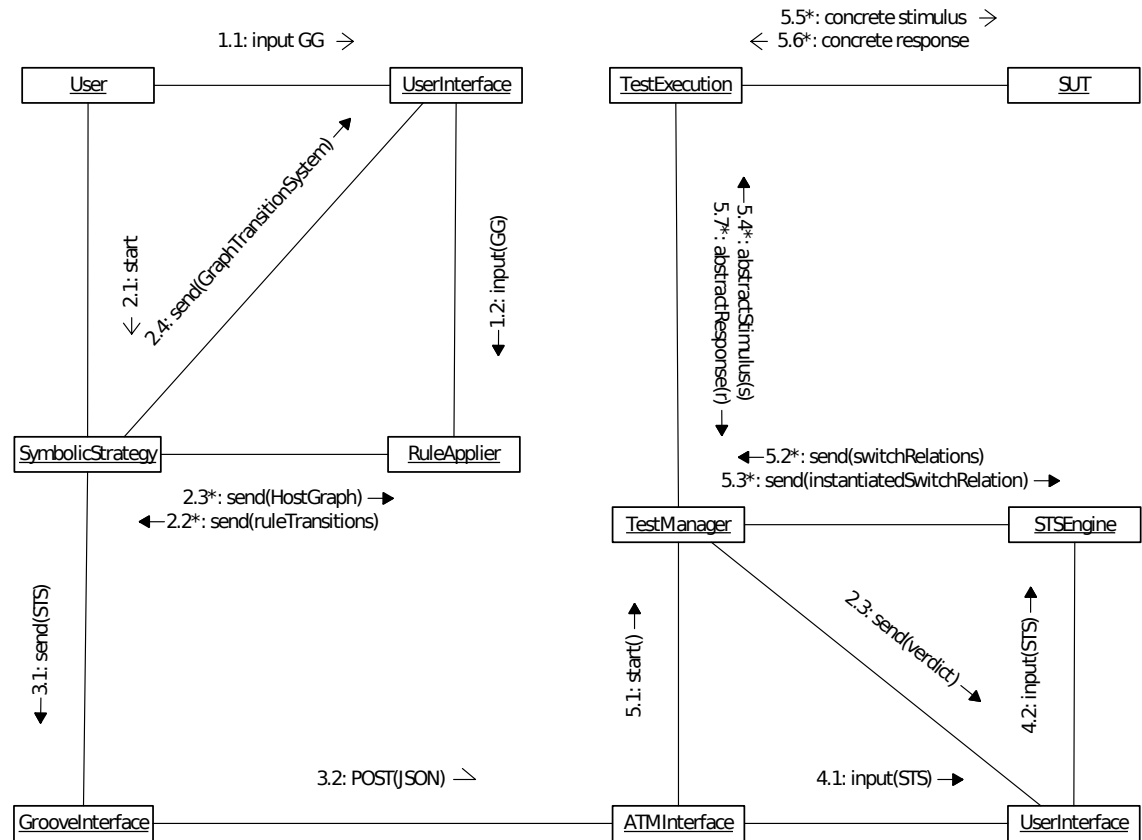 5.5*: concrete stimulus
1.1: input GG
5.6*: concrete response
User
UserInterface
TestExecution
SUT
2.1: start
2.4: send(GraphTransitionSystem)
1.2: input(GG)
5.4*: abstractStimulus(s)
5.7*: abstractResponse(r)
SymbolicStrategy
RuleApplier
5.2*: send(switchRelations)
5.3*: send(instantiatedSwitchRelation)
2.3*: send(HostGraph)
2.2*: send(ruleTransitions)
TestManager
STSEngine
3.1: send(STS)
5.1: start()
2.3: send(verdict)
4.2: input(STS)
3.2: POST(JSON)
4.1: input(STS)
GrooveInterface
ATMInterface
UserInterface